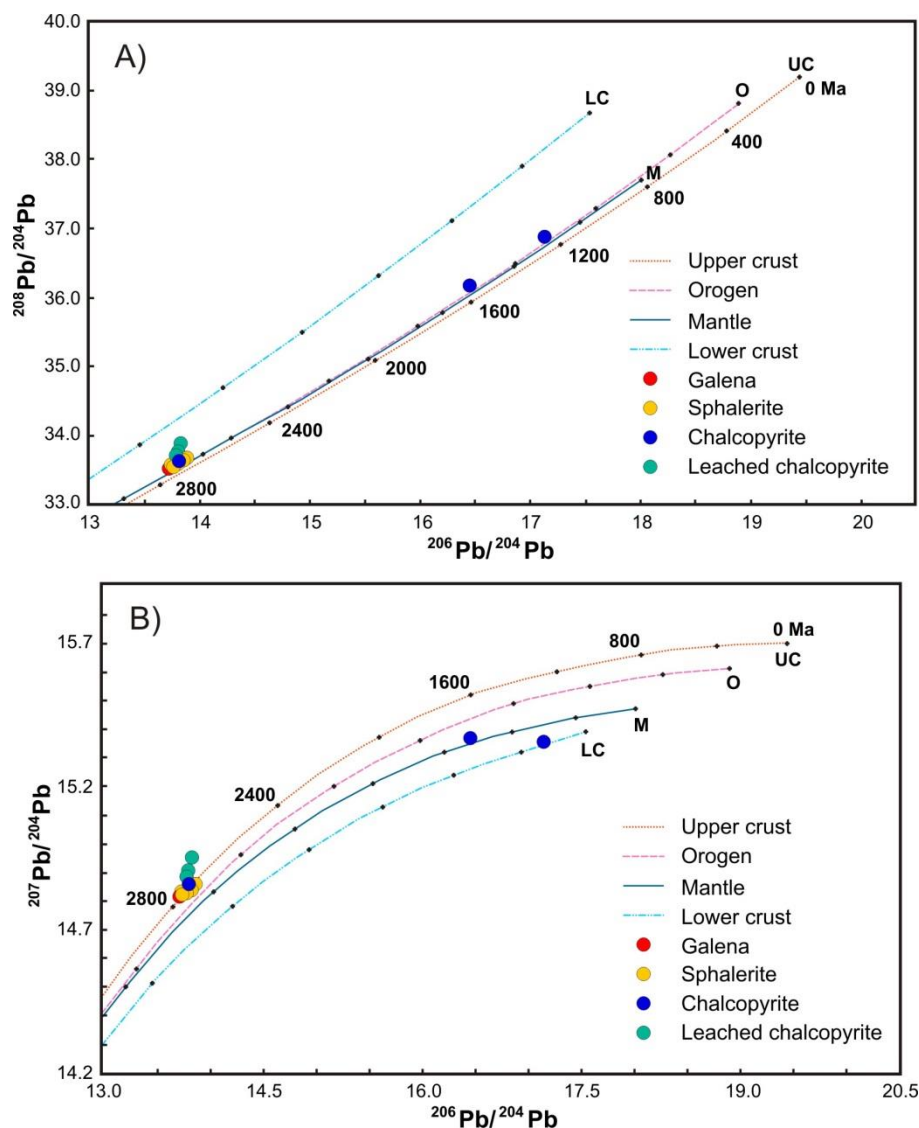 A)
40.0
39.0
38.0
37.0
36.0
35.0
34.0
33.0
208Pb/204Pb
LC
O
UC
0 Ma
400
M
800
1200
1600
2000
2400
2800
Upper crust
Orogen
Mantle
Lower crust
Galena
Sphalerite
Chalcopyrite
Leached chalcopyrite
13 14 15 16 17 18 19 20
206Pb/204Pb
B)
15.7
15.2
14.7
14.2
207Pb/204Pb
0 Ma
UC
800
O
1600
M
LC
2400
2800
Upper crust
Orogen
Mantle
Lower crust
Galena
Sphalerite
Chalcopyrite
Leached chalcopyrite
13.0 14.5 16.0 17.5 19.0 20.5
206Pb/204Pb